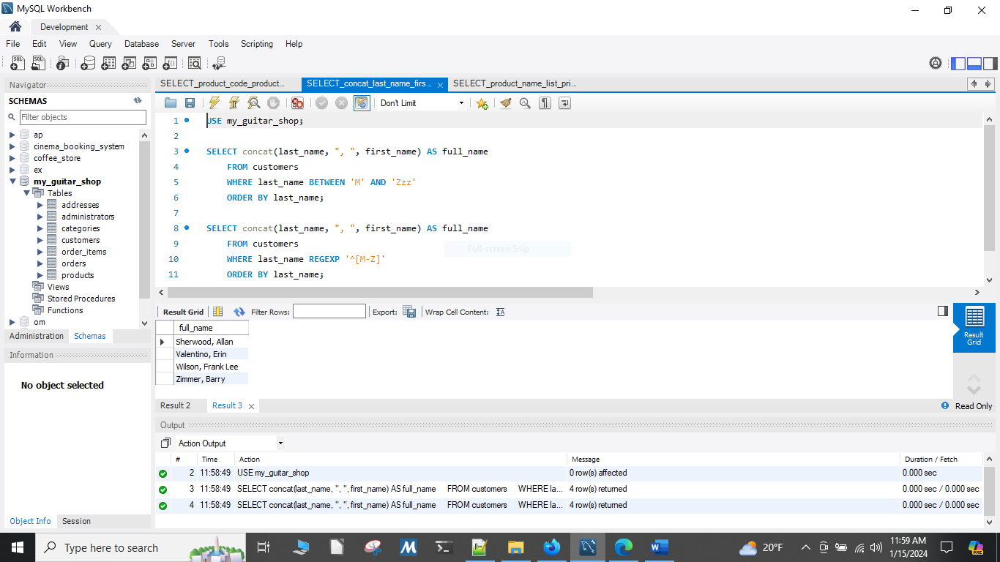 MySQL Workbench
Development
File Edit View Query Database Server Tools Scripting Help
Navigator
SCHEMAS
Filter objects
ap
cinema_booking_system
coffee_store
ex
my_guitar_shop
Tables
addresses
administrators
categories
customers
order_items
orders
products
Views
Stored Procedures
Functions
om
Administration Schemas
Information
No object selected
Object Info Session
SELECT_product_code_product... SELECT_concat_last_name_firs... SELECT_product_name_list_pri...
Don't Limit
1 USE my_guitar_shop;
2
3 SELECT concat(last_name, ", ", first_name) AS full_name
4 FROM customers
5 WHERE last_name BETWEEN 'M' AND 'Zzz'
6 ORDER BY last_name;
7
8 SELECT concat(last_name, ", ", first_name) AS full_name
9 FROM customers
10 WHERE last_name REGEXP '^[M-Z]'
11 ORDER BY last_name;
Full-screen Snip
Result Grid Filter Rows: Export: Wrap Cell Content:
full_name
Sherwood, Allan
Valentino, Erin
Wilson, Frank Lee
Zimmer, Barry
Result Grid
Result 2 Result 3 Read Only
Output
Action Output
# Time Action Message Duration / Fetch
2 11:58:49 USE my_guitar_shop 0 row(s) affected 0.000 sec
3 11:58:49 SELECT concat(last_name, ", ", first_name) AS full_name FROM customers WHERE la... 4 row(s) returned 0.000 sec / 0.000 sec
4 11:58:49 SELECT concat(last_name, ", ", first_name) AS full_name FROM customers WHERE la... 4 row(s) returned 0.000 sec / 0.000 sec
Type here to search
20°F
11:59 AM
1/15/2024